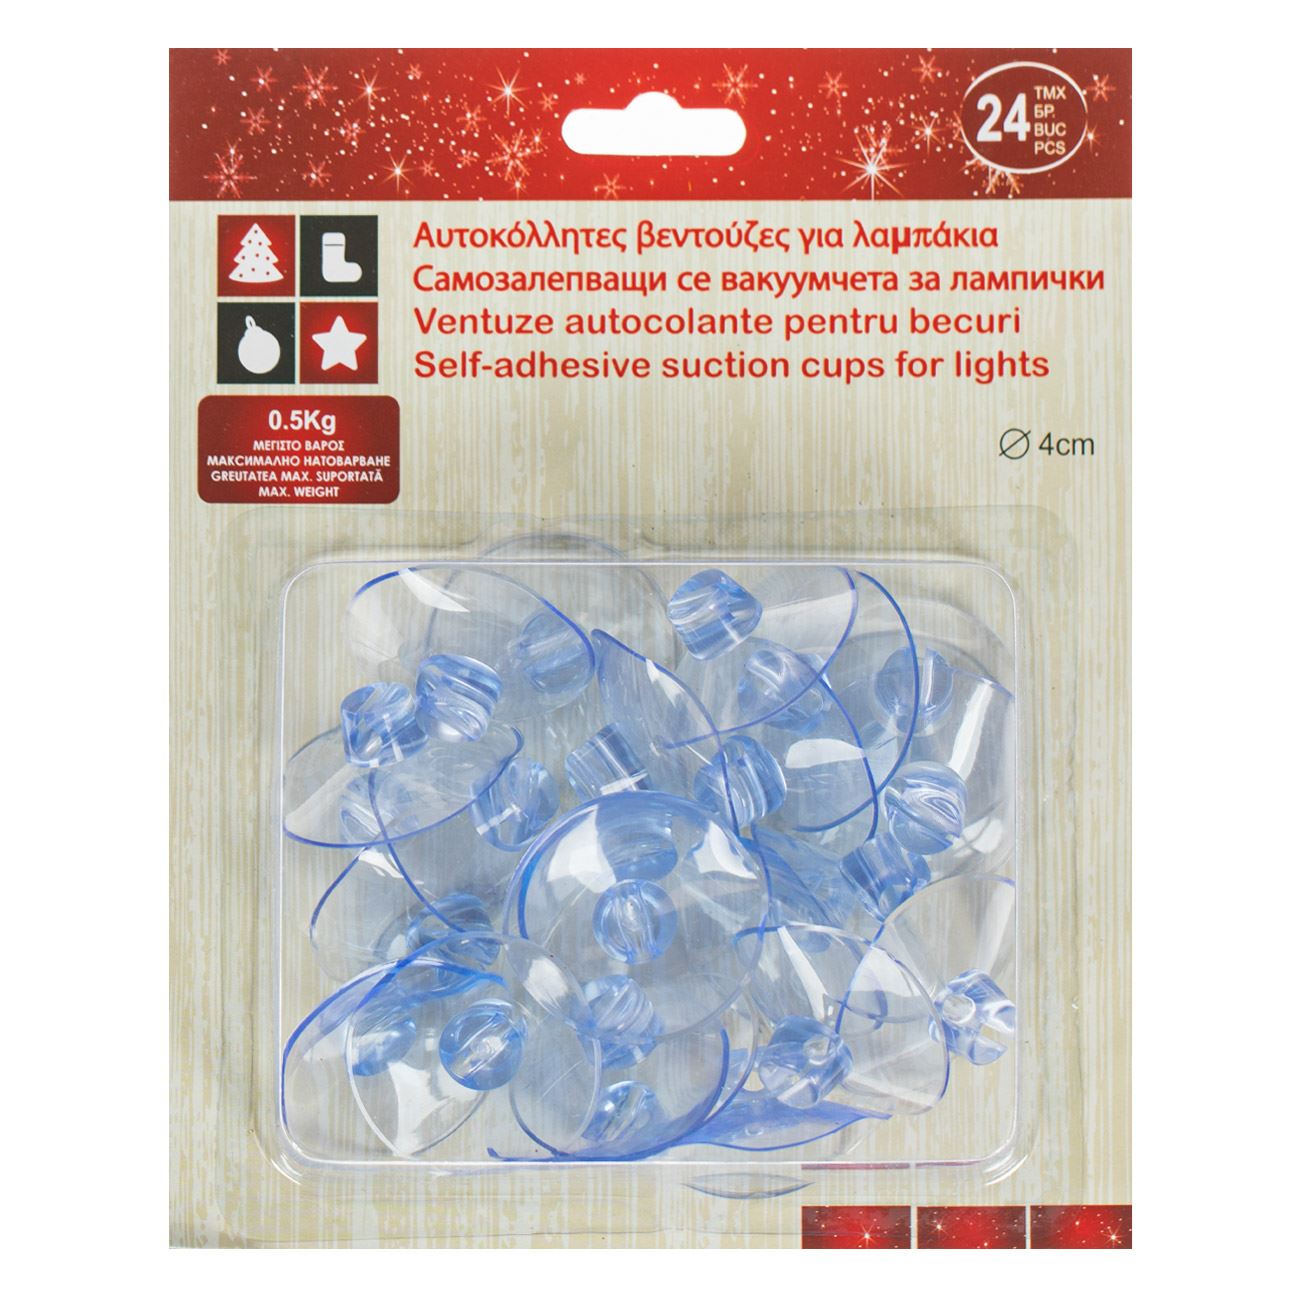 24
ΤΜΧ
БР.
BUC
PCS
Αυτοκόλλητες βεντούζες για λαμπάκια
Самозалепващи се вакуумчета за лампички
Ventuze autocolante pentru becuri
Self-adhesive suction cups for lights
0.5Kg
ΜΕΓΙΣΤΟ ΒΑΡΟΣ
МАКСИМАЛНО НАТОВАРВАНЕ
GREUTATEA MAX. SUPORTATĂ
MAX. WEIGHT
∅ 4cm